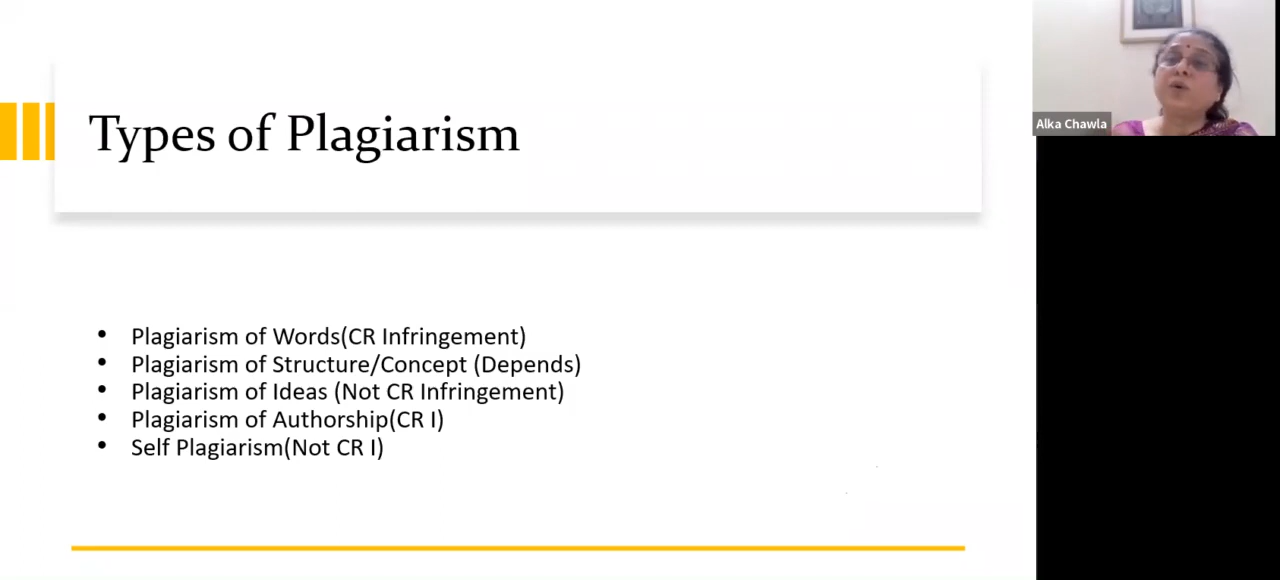 Types of Plagiarism
Alka Chawla
• Plagiarism of Words(CR Infringement)
• Plagiarism of Structure/Concept (Depends)
• Plagiarism of Ideas (Not CR Infringement)
• Plagiarism of Authorship(CR I)
• Self Plagiarism(Not CR I)